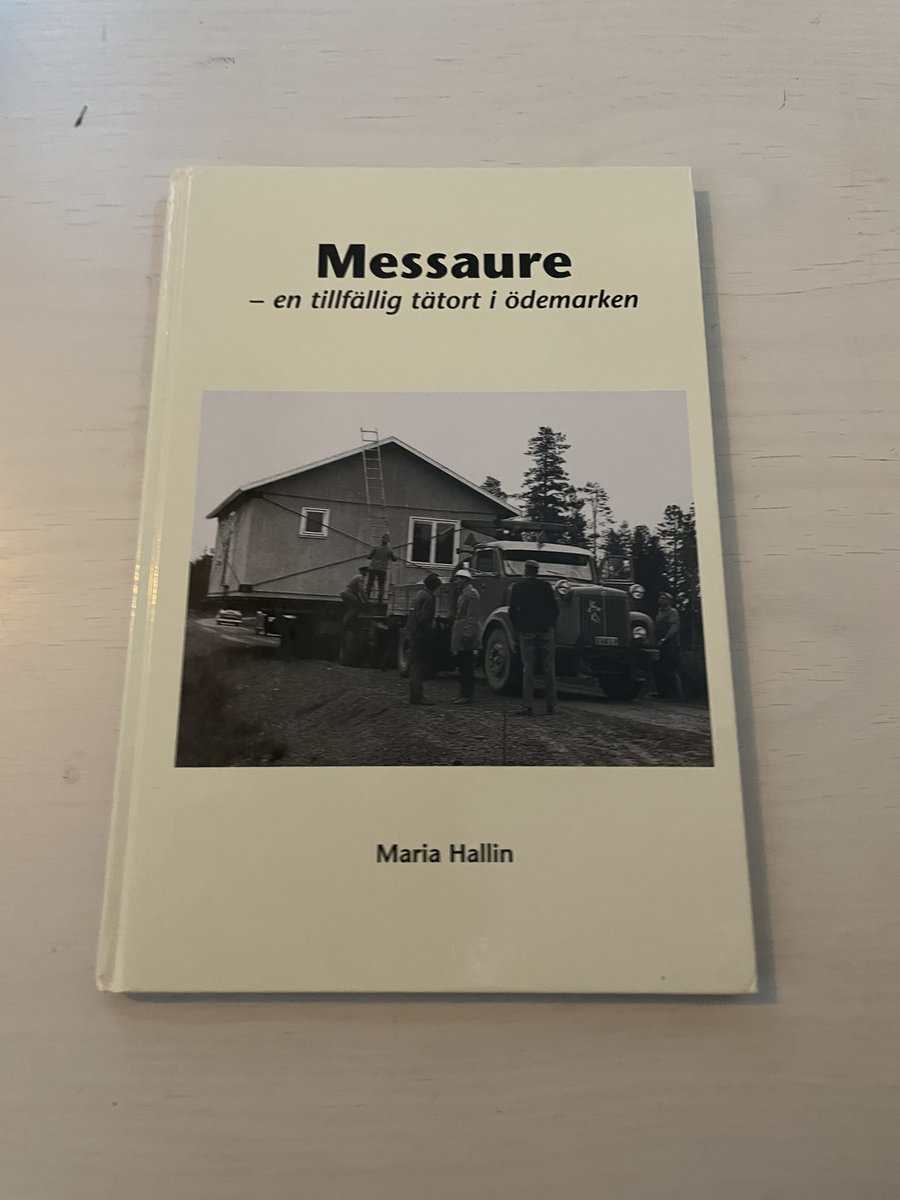 Messaure
– en tillfällig tätort i ödemarken
Maria Hallin